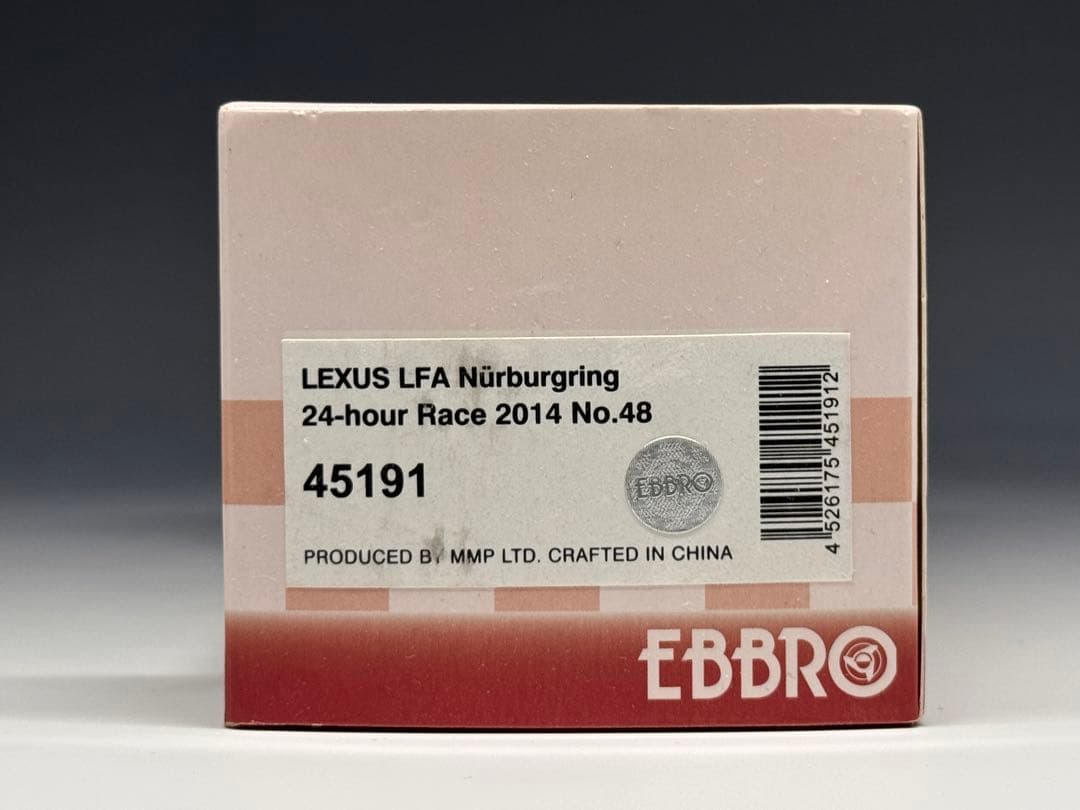 LEXUS LFA Nürburgring
24-hour Race 2014 No.48
45191
EBBRO
PRODUCED BY MMP LTD. CRAFTED IN CHINA
4 526175 451912
EBBRO